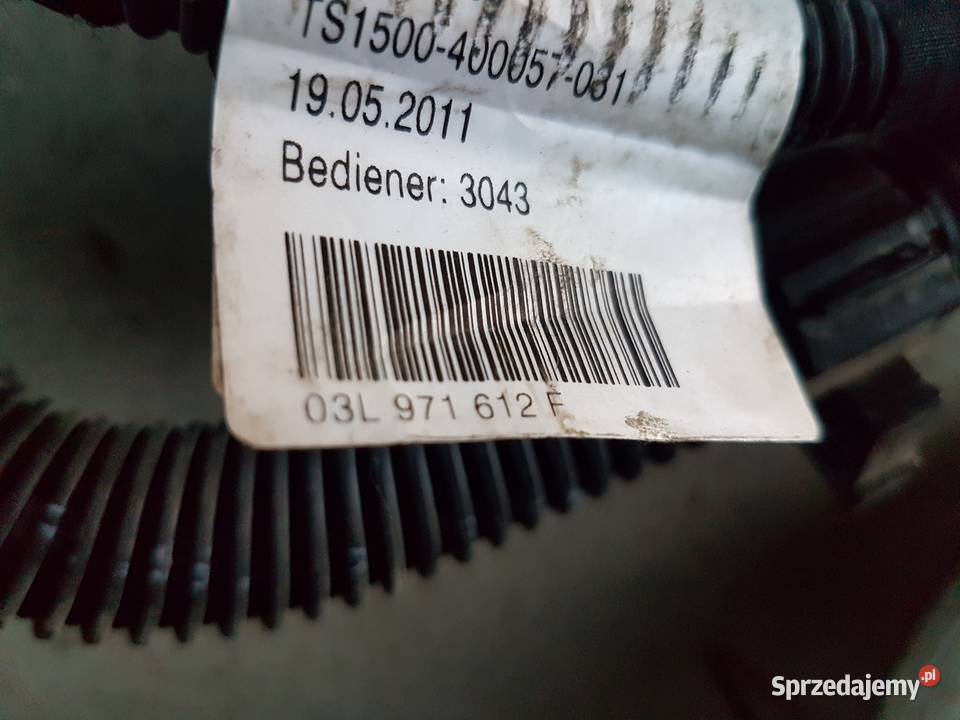 TS1500-400057-031
19.05.2011
Bediener: 3043
03L 971 612 F
Sprzedajemy.pl